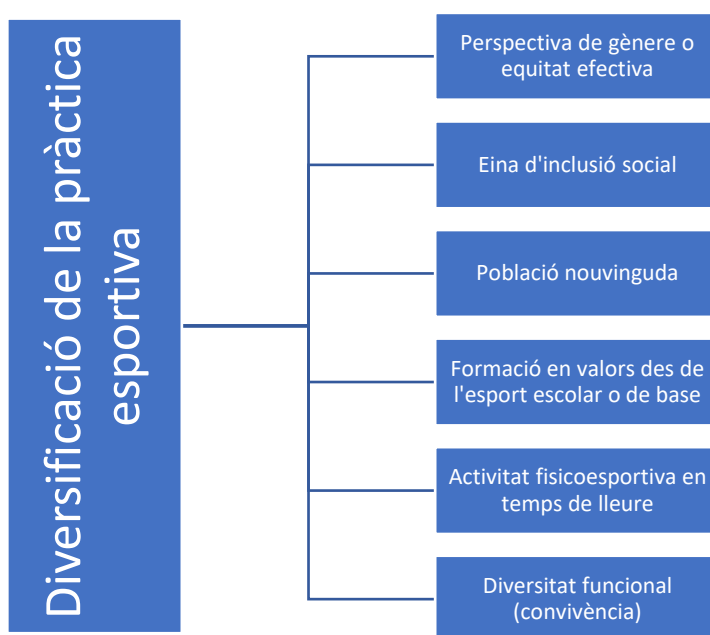 Diversificació de la pràctica
esportiva
Perspectiva de gènere o
equitat efectiva
Eina d'inclusió social
Població nouvinguda
Formació en valors des de
l'esport escolar o de base
Activitat fisicoesportiva en
temps de lleure
Diversitat funcional
(convivència)